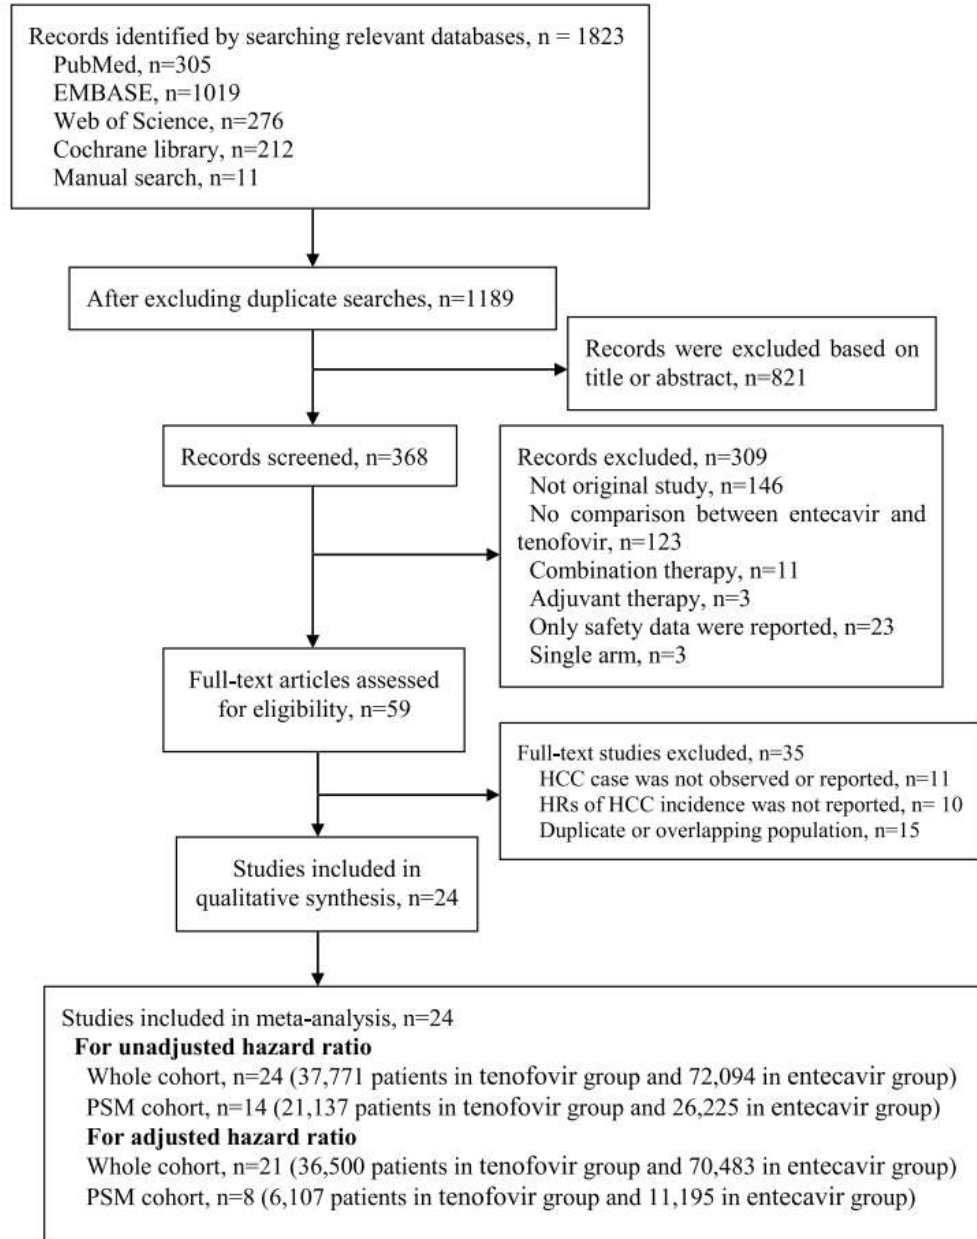 Records identified by searching relevant databases, n = 1823
PubMed, n=305
EMBASE, n=1019
Web of Science, n=276
Cochrane library, n=212
Manual search, n=11
After excluding duplicate searches, n=1189
Records were excluded based on
title or abstract, n=821
Records screened, n=368
Records excluded, n=309
Not original study, n=146
No comparison between entecavir and
tenofovir, n=123
Combination therapy, n=11
Adjuvant therapy, n=3
Only safety data were reported, n=23
Single arm, n=3
Full-text articles assessed
for eligibility, n=59
Full-text studies excluded, n=35
HCC case was not observed or reported, n=11
HRs of HCC incidence was not reported, n= 10
Duplicate or overlapping population, n=15
Studies included in
qualitative synthesis, n=24
Studies included in meta-analysis, n=24
For unadjusted hazard ratio
Whole cohort, n=24 (37,771 patients in tenofovir group and 72,094 in entecavir group)
PSM cohort, n=14 (21,137 patients in tenofovir group and 26,225 in entecavir group)
For adjusted hazard ratio
Whole cohort, n=21 (36,500 patients in tenofovir group and 70,483 in entecavir group)
PSM cohort, n=8 (6,107 patients in tenofovir group and 11,195 in entecavir group)